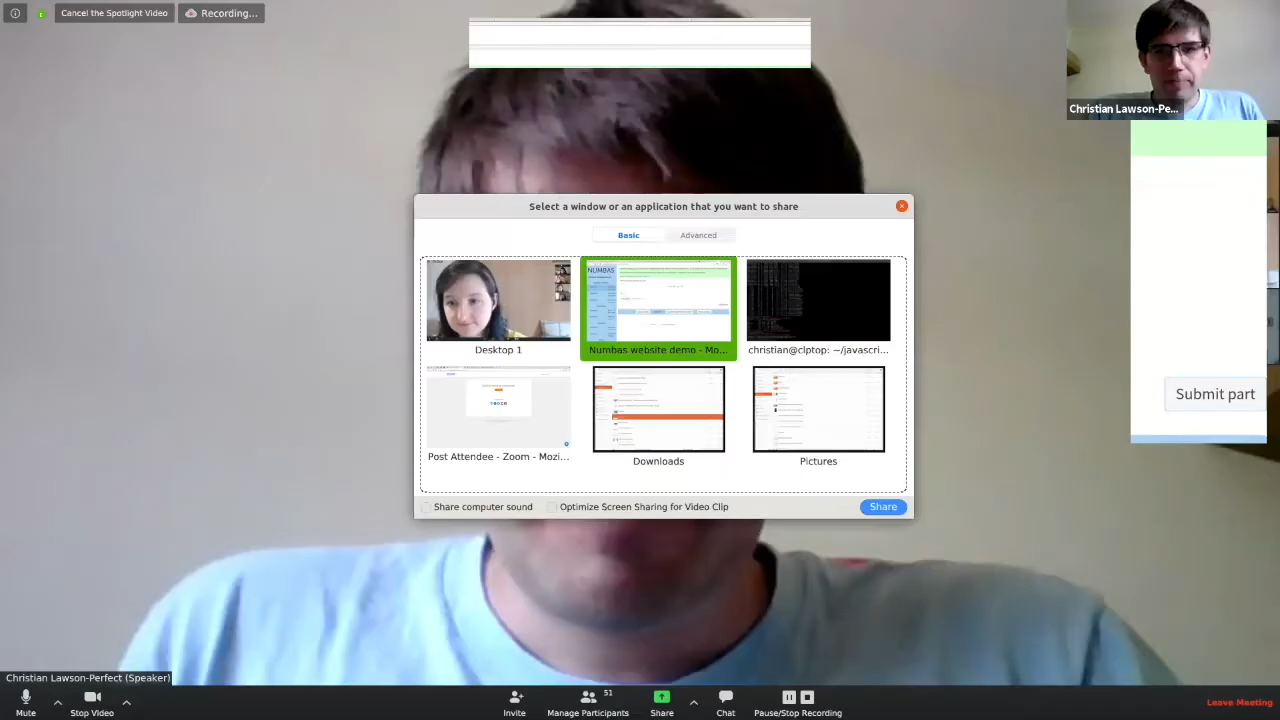 Cancel the Spotlight Video
Recording...
Christian Lawson-Pe...
Select a window or an application that you want to share
Basic
Advanced
NUMBAS
Desktop 1
Numbas website demo - Mo...
christian@clptop: ~/javascri...
Post Attendee - Zoom - Mozi...
Downloads
Pictures
Submit part
Share computer sound
Optimize Screen Sharing for Video Clip
Share
Christian Lawson-Perfect (Speaker)
51
Mute
Stop Video
Invite
Manage Participants
Share
Chat
Pause/Stop Recording
Leave Meeting